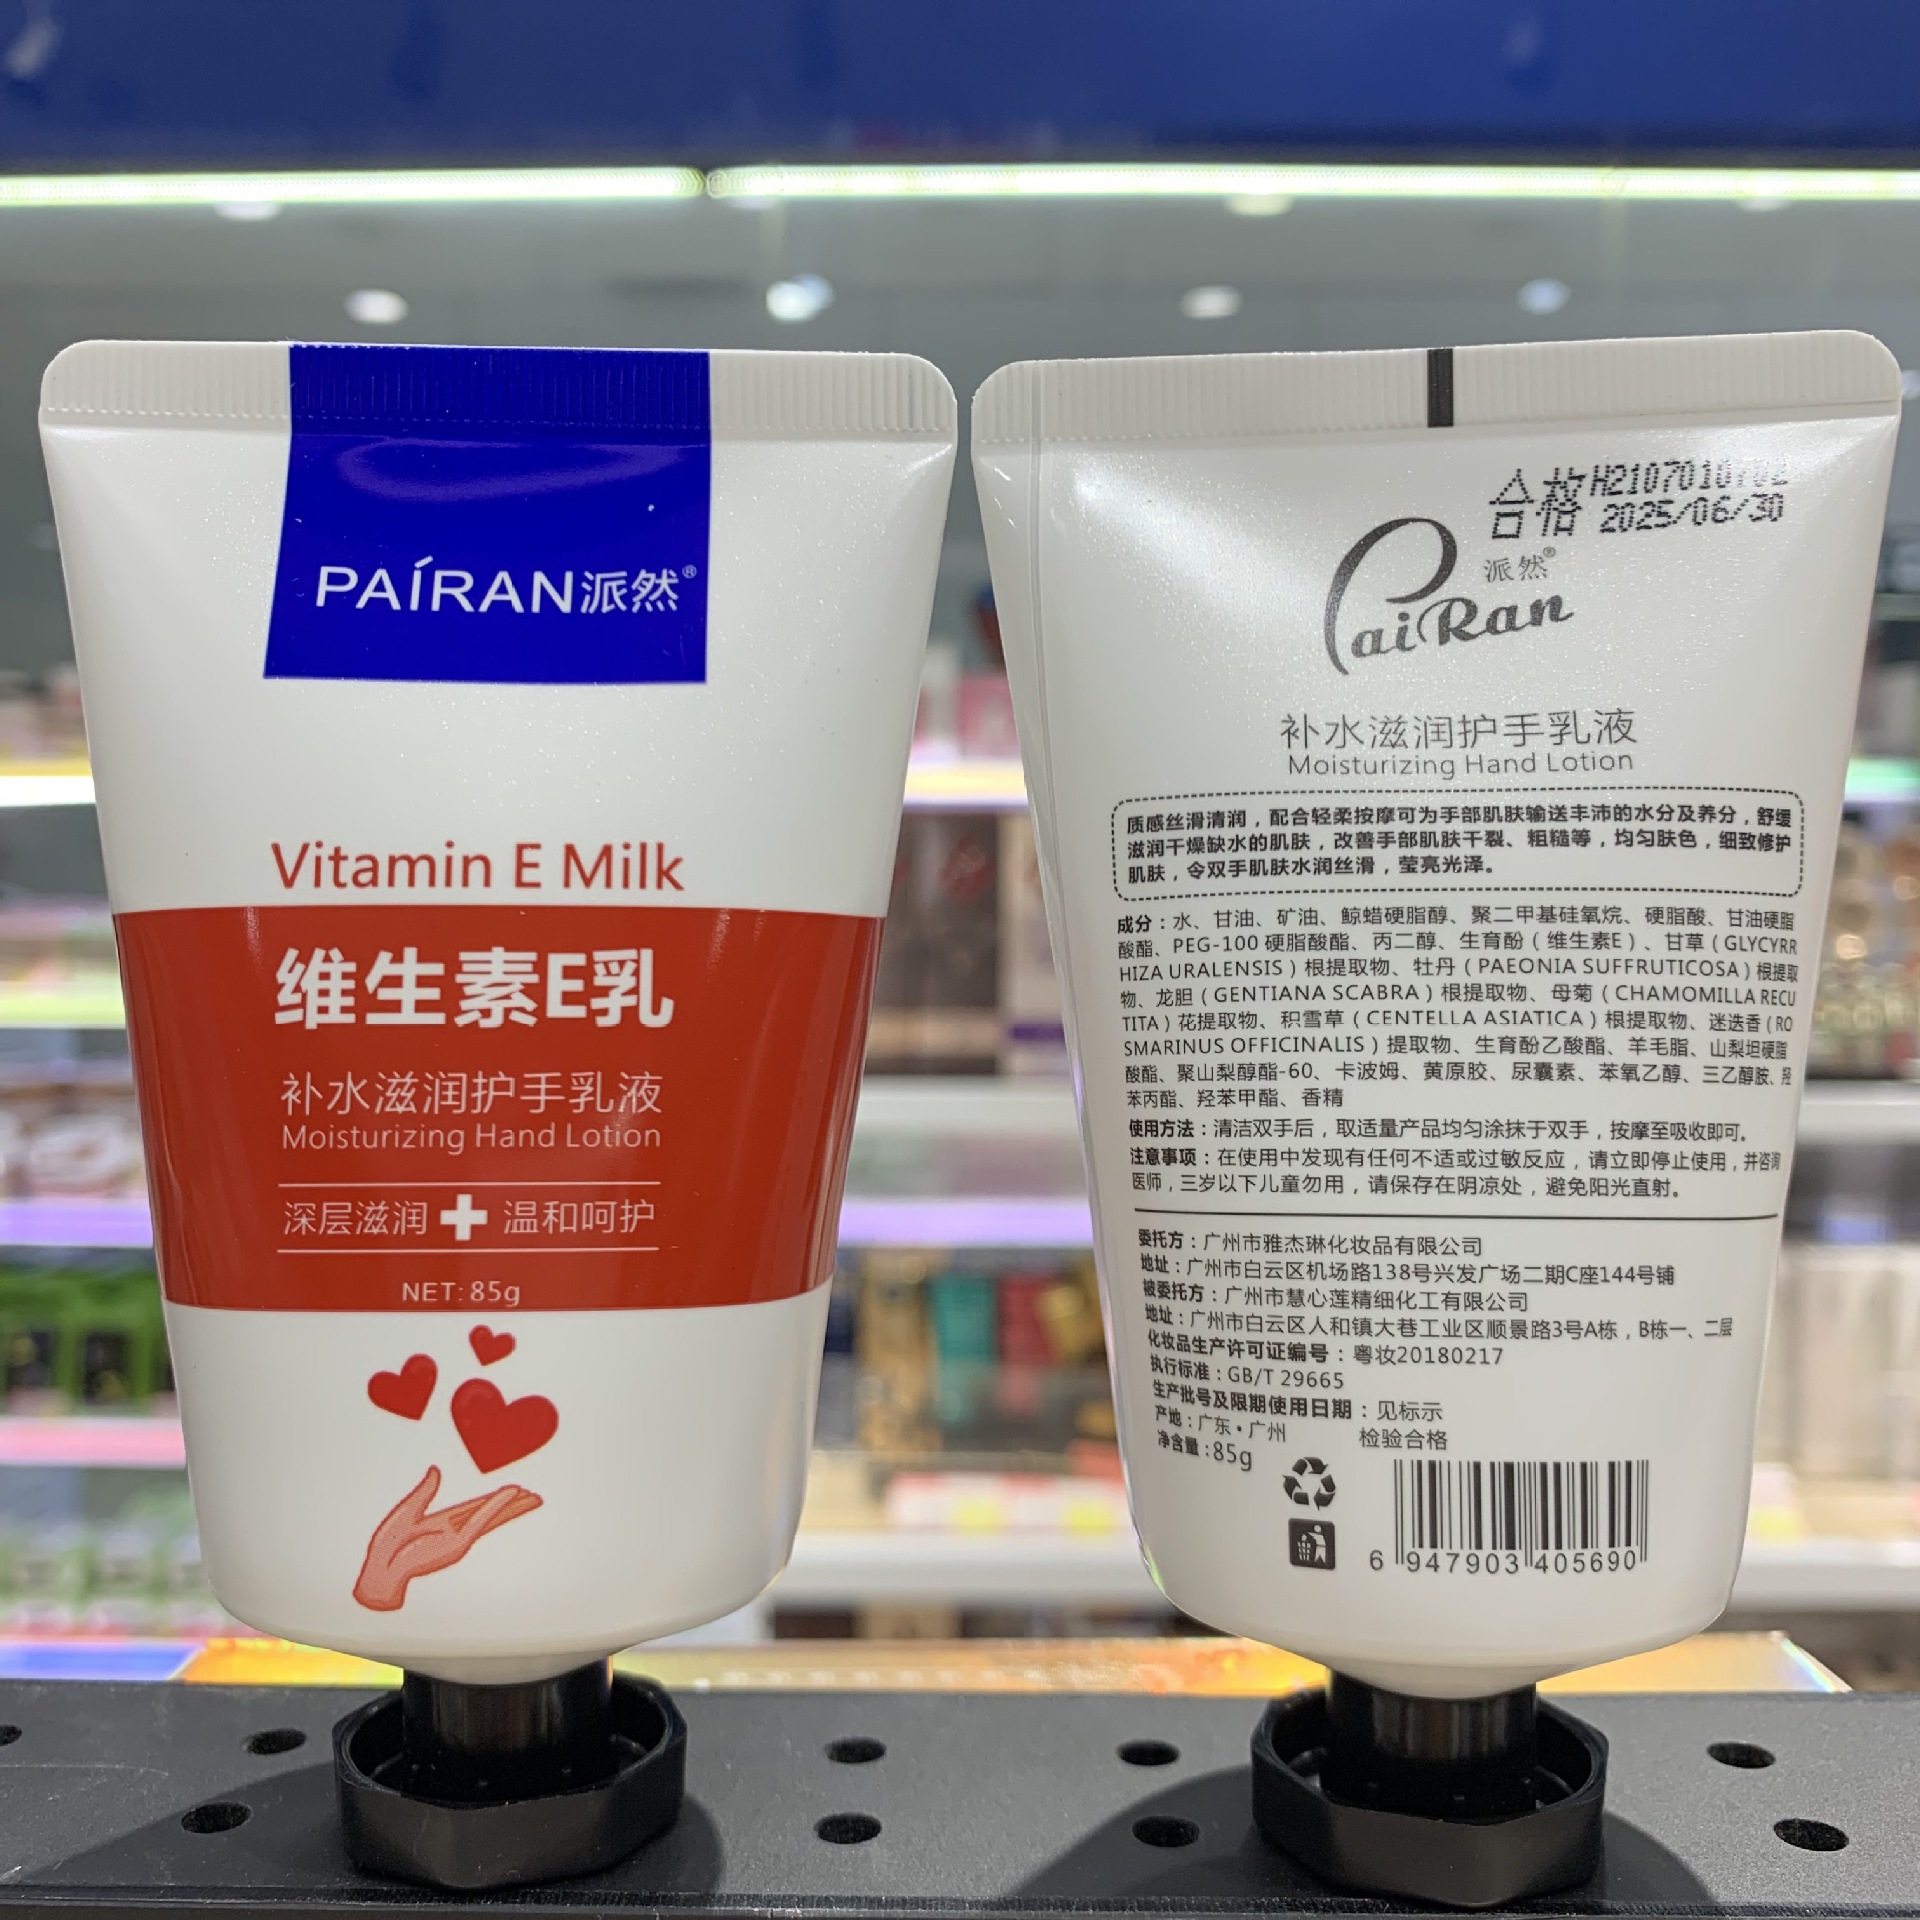 PAÍRAN派然®
Vitamin E Milk
维生素E乳
补水滋润护手乳液
Moisturizing Hand Lotion
深层滋润 温和呵护
NET: 85g
合格
2025/06/30
派然®
PaiRan
补水滋润护手乳液
Moisturizing Hand Lotion
质感丝滑清润，配合轻柔按摩可为手部肌肤输送丰沛的水分及养分，舒缓
滋润干燥缺水的肌肤，改善手部肌肤干裂、粗糙等，均匀肤色，细致修护
肌肤，令双手肌肤水润丝滑，莹亮光泽。
成分：水、甘油、矿油、鲸蜡硬脂醇、聚二甲基硅氧烷、硬脂酸、甘油硬脂
酸酯、PEG-100 硬脂酸酯、丙二醇、生育酚（维生素E）、甘草（GLYCYRR
HIZA URALENSIS）根提取物、牡丹（PAEONIA SUFFRUTICOSA）根提取
物、龙胆（GENTIANA SCABRA）根提取物、母菊（CHAMOMILLA RECU
TITA）花提取物、积雪草（CENTELLA ASIATICA）根提取物、迷迭香（RO
SMARINUS OFFICINALIS）提取物、生育酚乙酸酯、羊毛脂、山梨坦硬脂
酸酯、聚山梨醇酯-60、卡波姆、黄原胶、尿囊素、苯氧乙醇、三乙醇胺、羟
苯丙酯、羟苯甲酯、香精
使用方法：清洁双手后，取适量产品均匀涂抹于双手，按摩至吸收即可。
注意事项：在使用中发现有任何不适或过敏反应，请立即停止使用，并咨询
医师，三岁以下儿童勿用，请保存在阴凉处，避免阳光直射。
委托方：广州市雅杰琳化妆品有限公司
地址：广州市白云区机场路138号兴发广场二期C座144号铺
被委托方：广州市慧心莲精细化工有限公司
地址：广州市白云区人和镇大巷工业区顺景路3号A栋，B栋一、二层
化妆品生产许可证编号：粤妆20180217
执行标准：GB/T 29665
生产批号及限期使用日期：见标示
产地：广东·广州 检验合格
净含量：85g
6 947903 405690